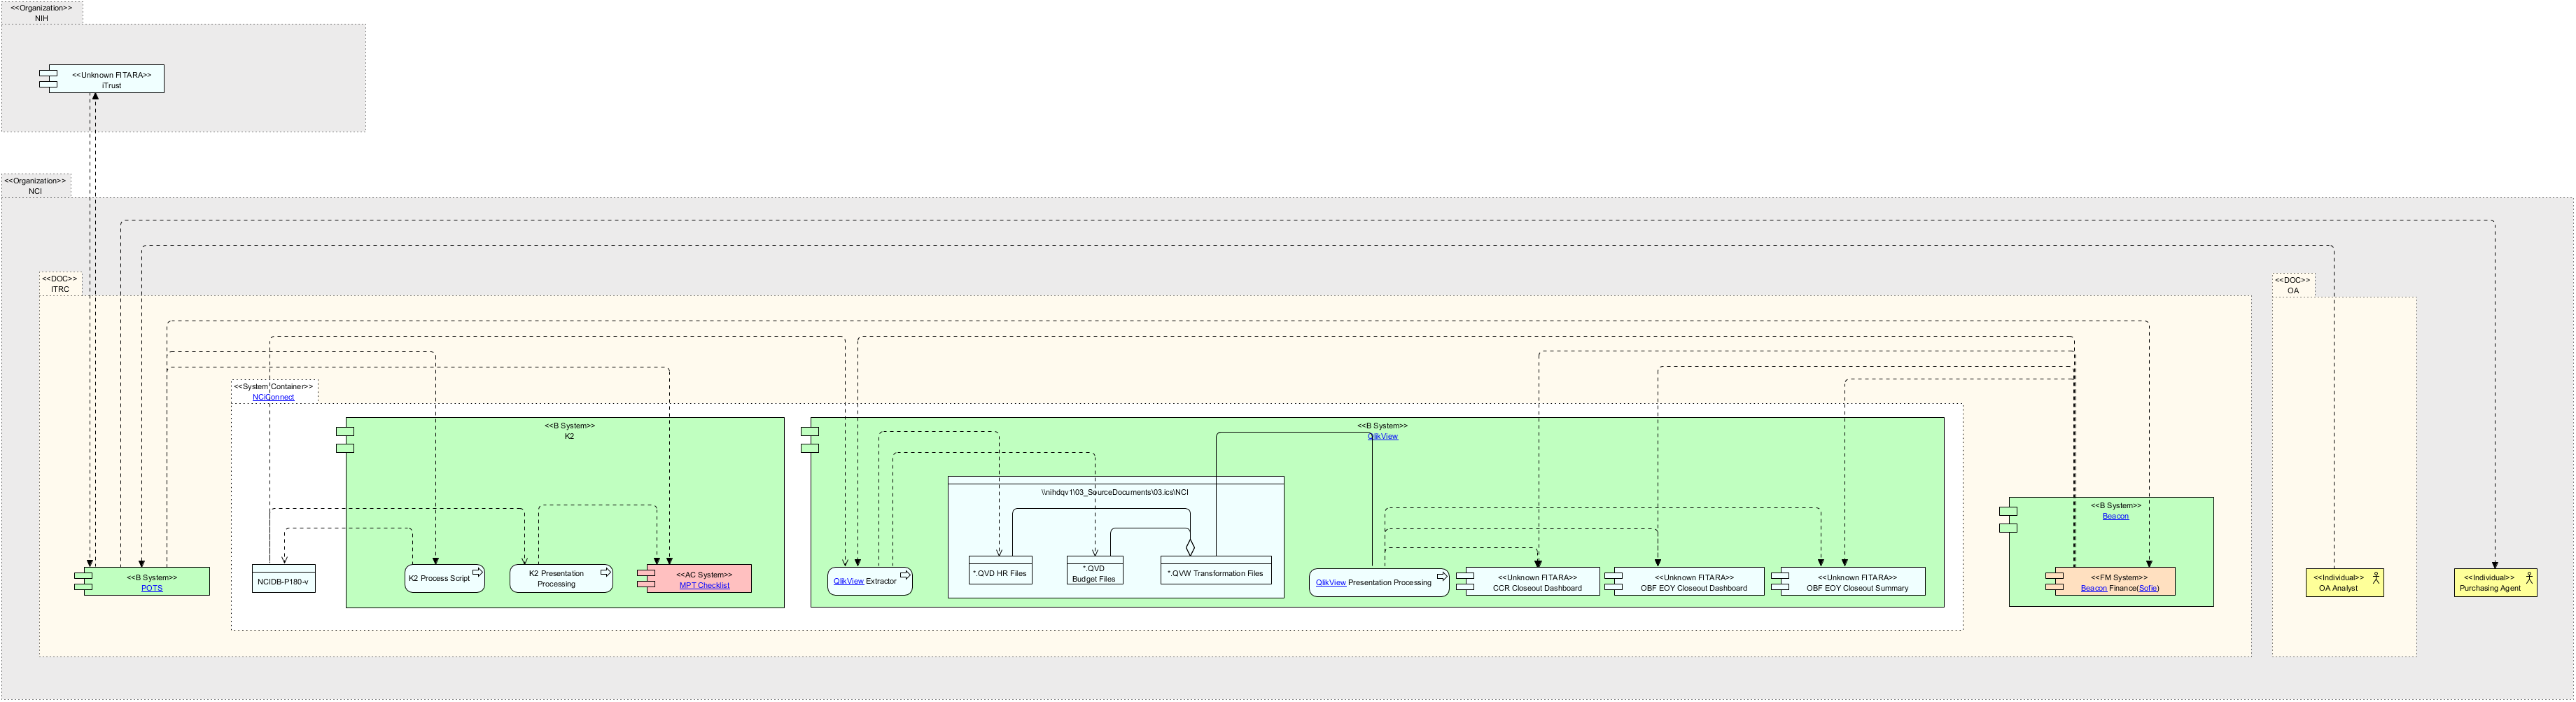 <<Organization>>
NIH
<<Unknown FITARA>>
iTrust
<<Organization>>
NCI
<<DOC>>
ITRC
<<DOC>>
OA
<<System Container>>
NCiConnect
<<B System>>
K2
<<B System>>
QlikView
\\nihdqv1\03_SourceDocuments\03.ics\NCI
<<B System>>
Beacon
<<B System>>
POTS
NCIDB-P180-v
K2 Process Script
K2 Presentation
Processing
<<AC System>>
MPT Checklist
QlikView Extractor
*.QVD HR Files
*.QVD
Budget Files
*.QVW Transformation Files
QlikView Presentation Processing
<<Unknown FITARA>>
CCR Closeout Dashboard
<<Unknown FITARA>>
OBF EOY Closeout Dashboard
<<Unknown FITARA>>
OBF EOY Closeout Summary
<<FM System>>
Beacon Finance(Sofie)
<<Individual>>
OA Analyst
<<Individual>>
Purchasing Agent